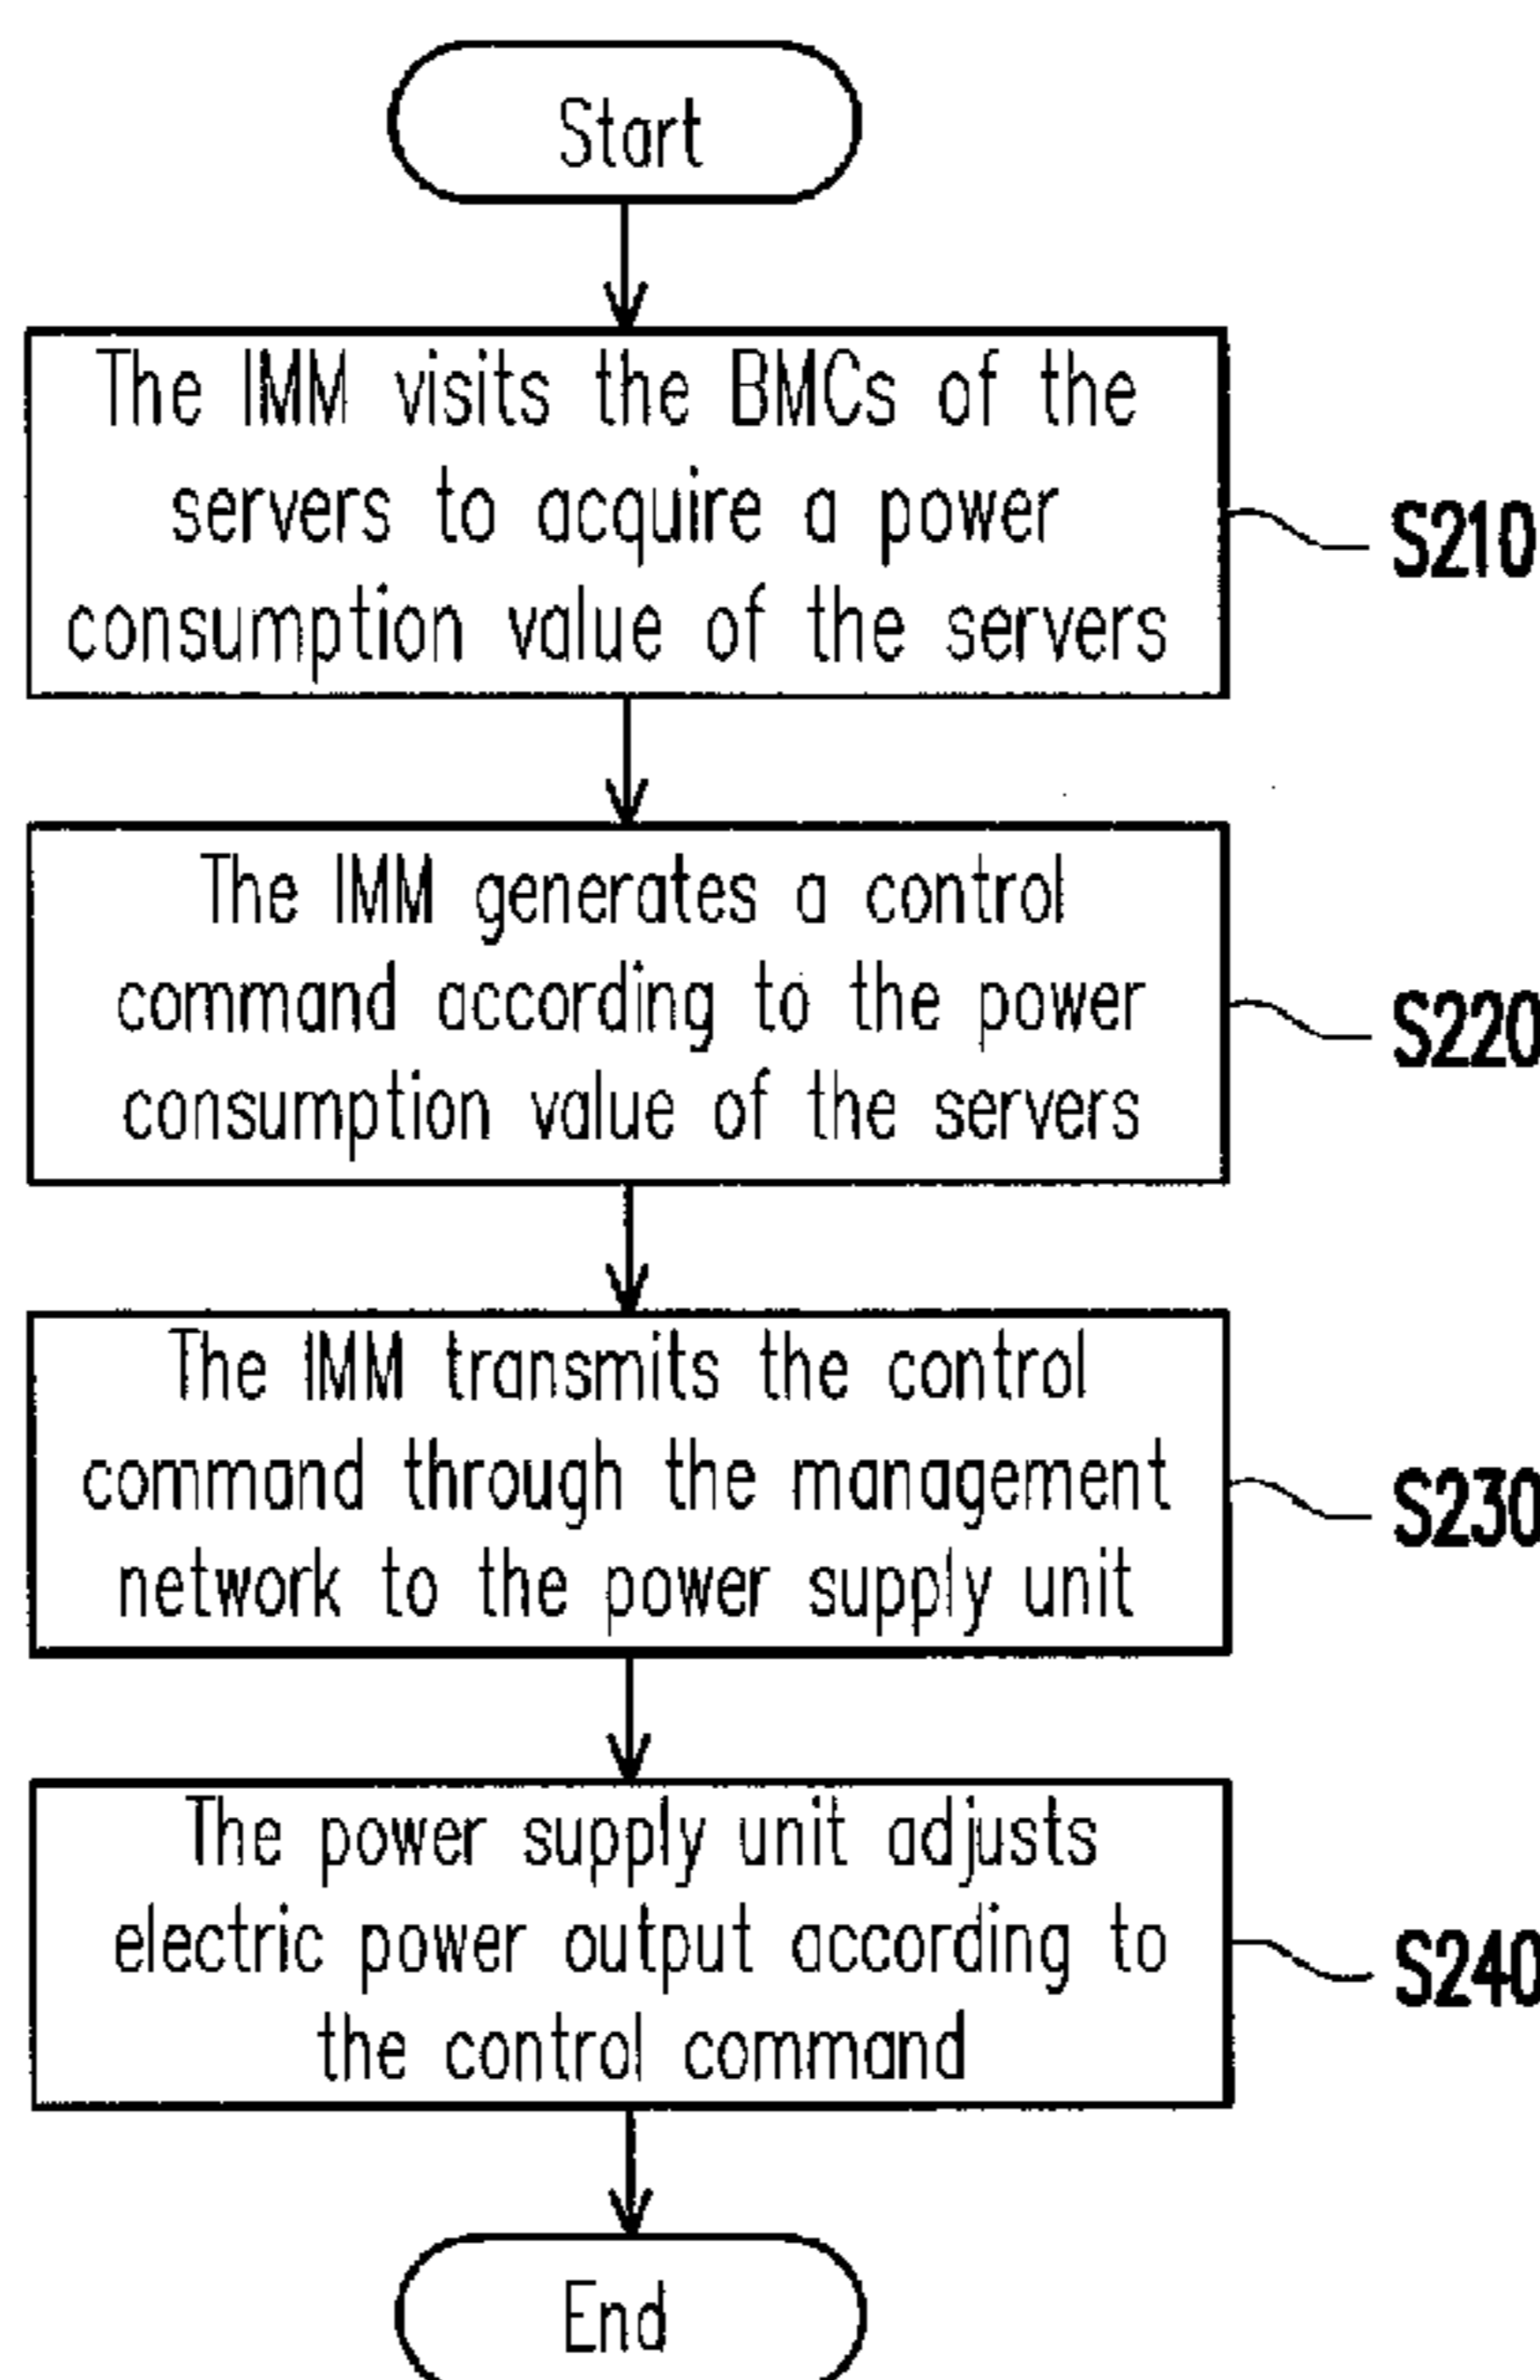 Start
The IMM visits the BMCs of the
servers to acquire a power
consumption value of the servers
S210
The IMM generates a control
command according to the power
consumption value of the servers
S220
The IMM transmits the control
command through the management
network to the power supply unit
S230
The power supply unit adjusts
electric power output according to
the control command
S240
End